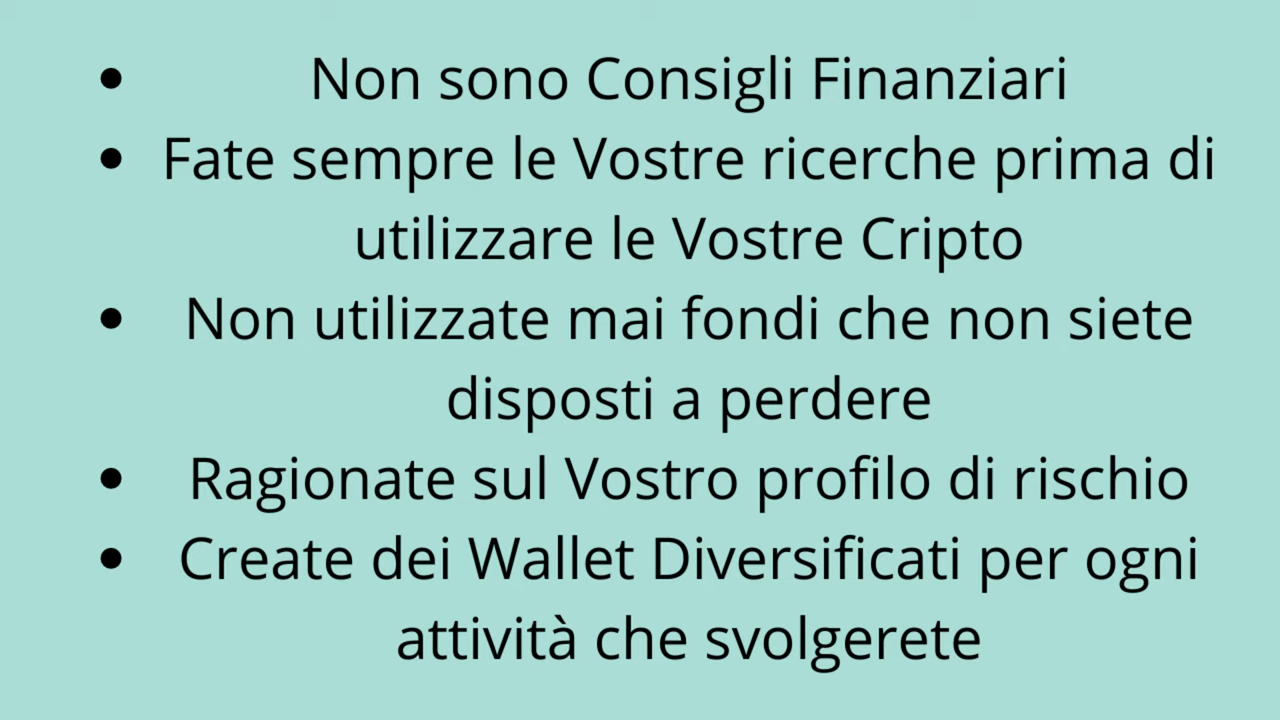 • Non sono Consigli Finanziari
• Fate sempre le Vostre ricerche prima di
utilizzare le Vostre Cripto
• Non utilizzate mai fondi che non siete
disposti a perdere
• Ragionate sul Vostro profilo di rischio
• Create dei Wallet Diversificati per ogni
attività che svolgerete